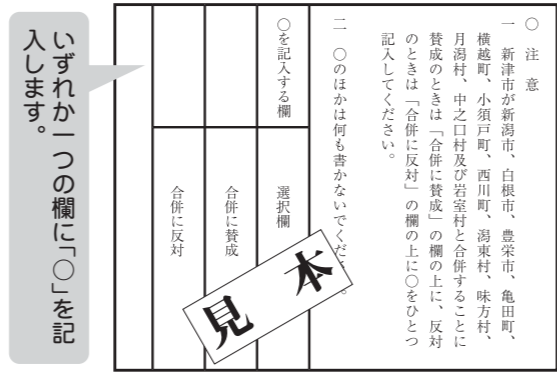 ○　注　意
一　新津市が新潟市、白根市、豊栄市、亀田町、
横越町、小須戸町、西川町、潟東村、味方村、
月潟村、中之口村及び岩室村と合併することに
賛成のときは「合併に賛成」の欄の上に、反対
のときは「合併に反対」の欄の上に○をひとつ
記入してください。
二　○のほかは何も書かないでくだ　。
○を記入する欄
選択欄
合併に賛成
合併に反対
見本
いずれか一つの欄に「○」を記
入します。